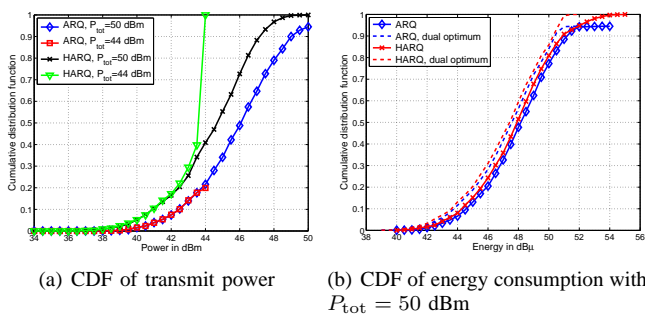 1
0.9
0.8
0.7
0.6
0.5
0.4
0.3
0.2
0.1
0
Cumulative distribution function
ARQ, P_tot=50 dBm
ARQ, P_tot=44 dBm
HARQ, P_tot=50 dBm
HARQ, P_tot=44 dBm
34 36 38 40 42 44 46 48 50
Power in dBm
(a) CDF of transmit power
1
0.9
0.8
0.7
0.6
0.5
0.4
0.3
0.2
0.1
0
Cumulative distribution function
ARQ
ARQ, dual optimum
HARQ
HARQ, dual optimum
38 40 42 44 46 48 50 52 54 56
Energy in dBμ
(b) CDF of energy consumption with
P_tot = 50 dBm